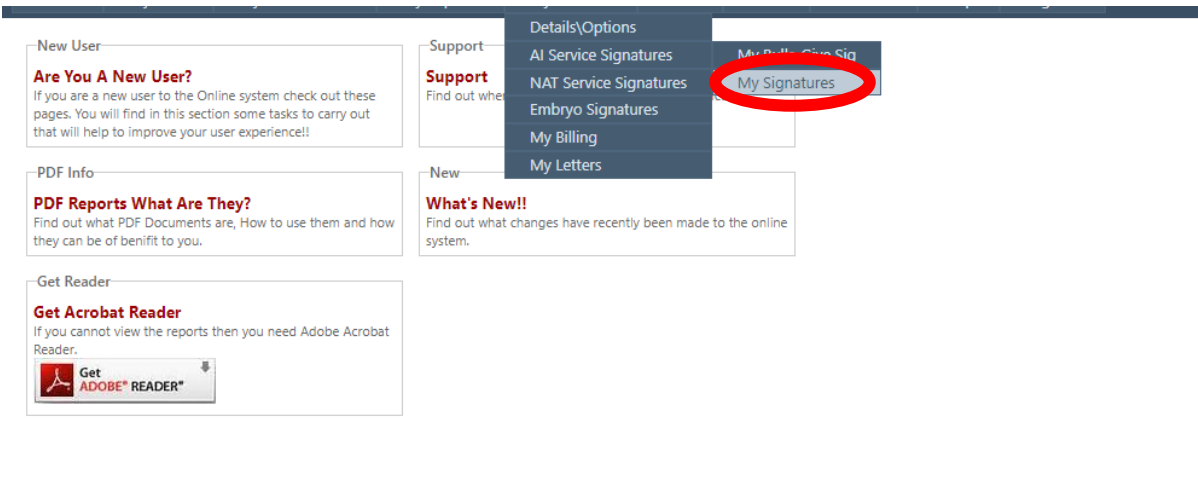 New User
Are You A New User?
If you are a new user to the Online system check out these
pages. You will find in this section some tasks to carry out
that will help to improve your user experience!!
Support
Support
Find out
Details\Options
AI Service Signatures
NAT Service Signatures
Embryo Signatures
My Billing
My Letters
My Bulls Give Sig
My Signatures
PDF Info
PDF Reports What Are They?
Find out what PDF Documents are, How to use them and how
they can be of benifit to you.
New
What's New!!
Find out what changes have recently been made to the online
system.
Get Reader
Get Acrobat Reader
If you cannot view the reports then you need Adobe Acrobat
Reader.
Get
ADOBE® READER®